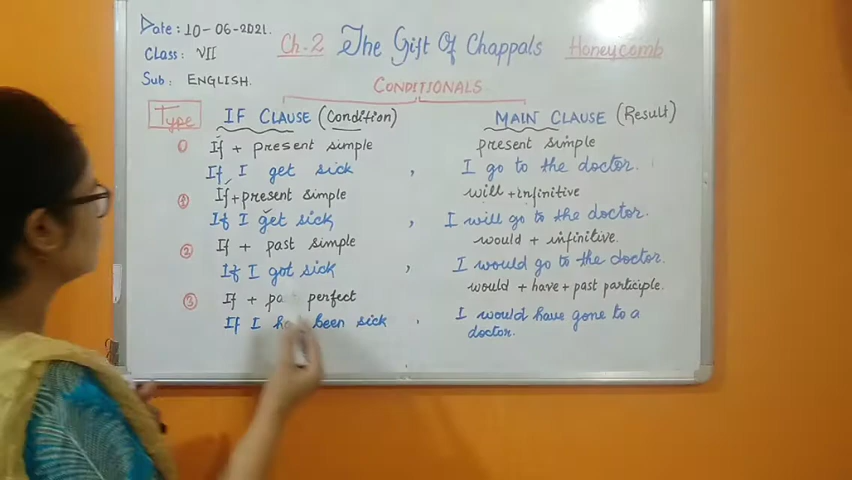 Date: 10-06-2021.
Class: VII
Sub: ENGLISH.
Ch.2 The Gift Of Chappals Honeycomb
CONDITIONALS
Type IF CLAUSE (Condition) MAIN CLAUSE (Result)
0 If + present simple present simple
If I get sick , I go to the doctor.
1 If + present simple will + infinitive
If I get sick , I will go to the doctor.
2 If + past simple would + infinitive.
If I got sick , I would go to the doctor.
3 If + perfect would + have + past participle.
If I been sick , I would have gone to a
doctor.